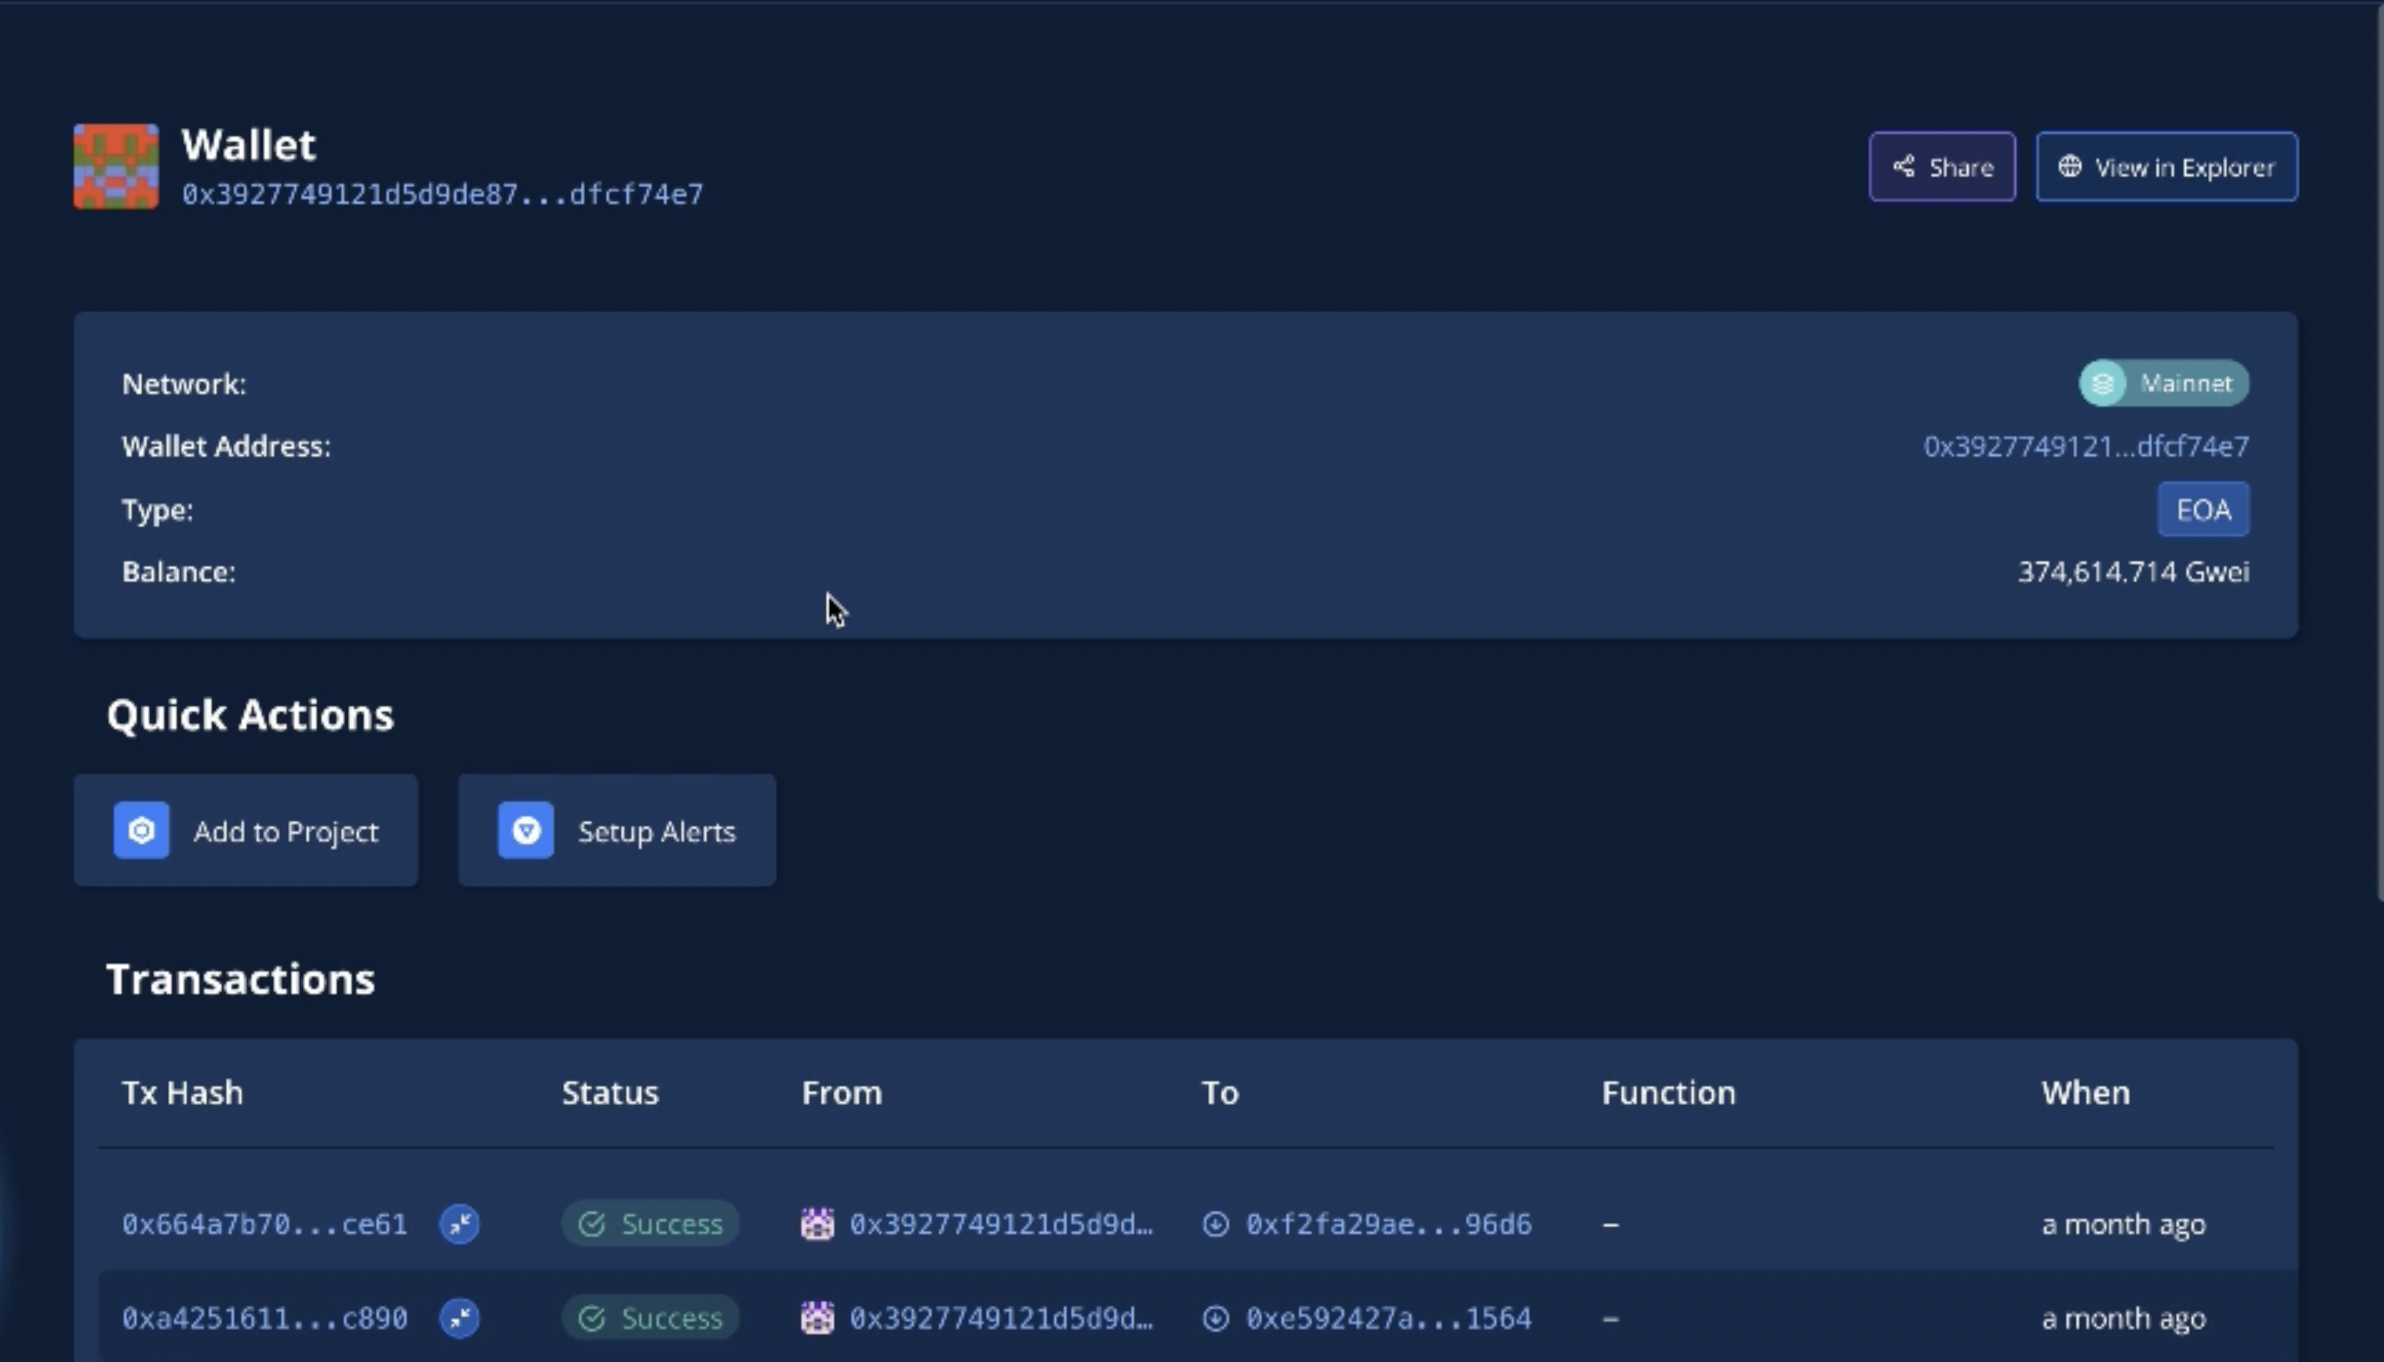 Wallet
0x3927749121d5d9de87...dfcf74e7
Share
View in Explorer
Network:
Mainnet
Wallet Address:
0x3927749121...dfcf74e7
Type:
EOA
Balance:
374,614.714 Gwei
Quick Actions
Add to Project
Setup Alerts
Transactions
Tx Hash Status From To Function When
0x664a7b70...ce61 Success 0x3927749121d5d9d… 0xf2fa29ae...96d6 – a month ago
0xa4251611...c890 Success 0x3927749121d5d9d… 0xe592427a...1564 – a month ago